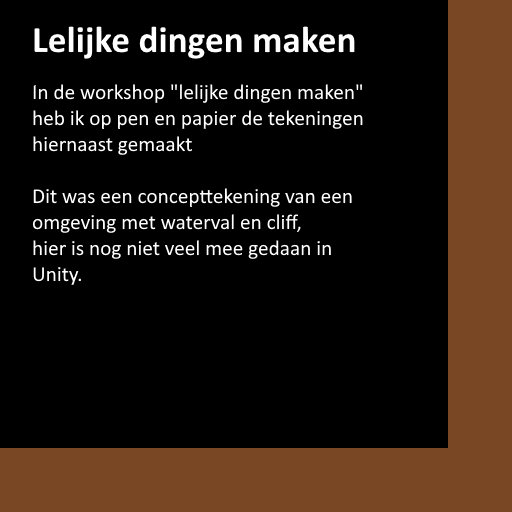 Lelijke dingen maken
In de workshop "lelijke dingen maken"
heb ik op pen en papier de tekeningen
hiernaast gemaakt
Dit was een concepttekening van een
omgeving met waterval en cliff,
hier is nog niet veel mee gedaan in
Unity.